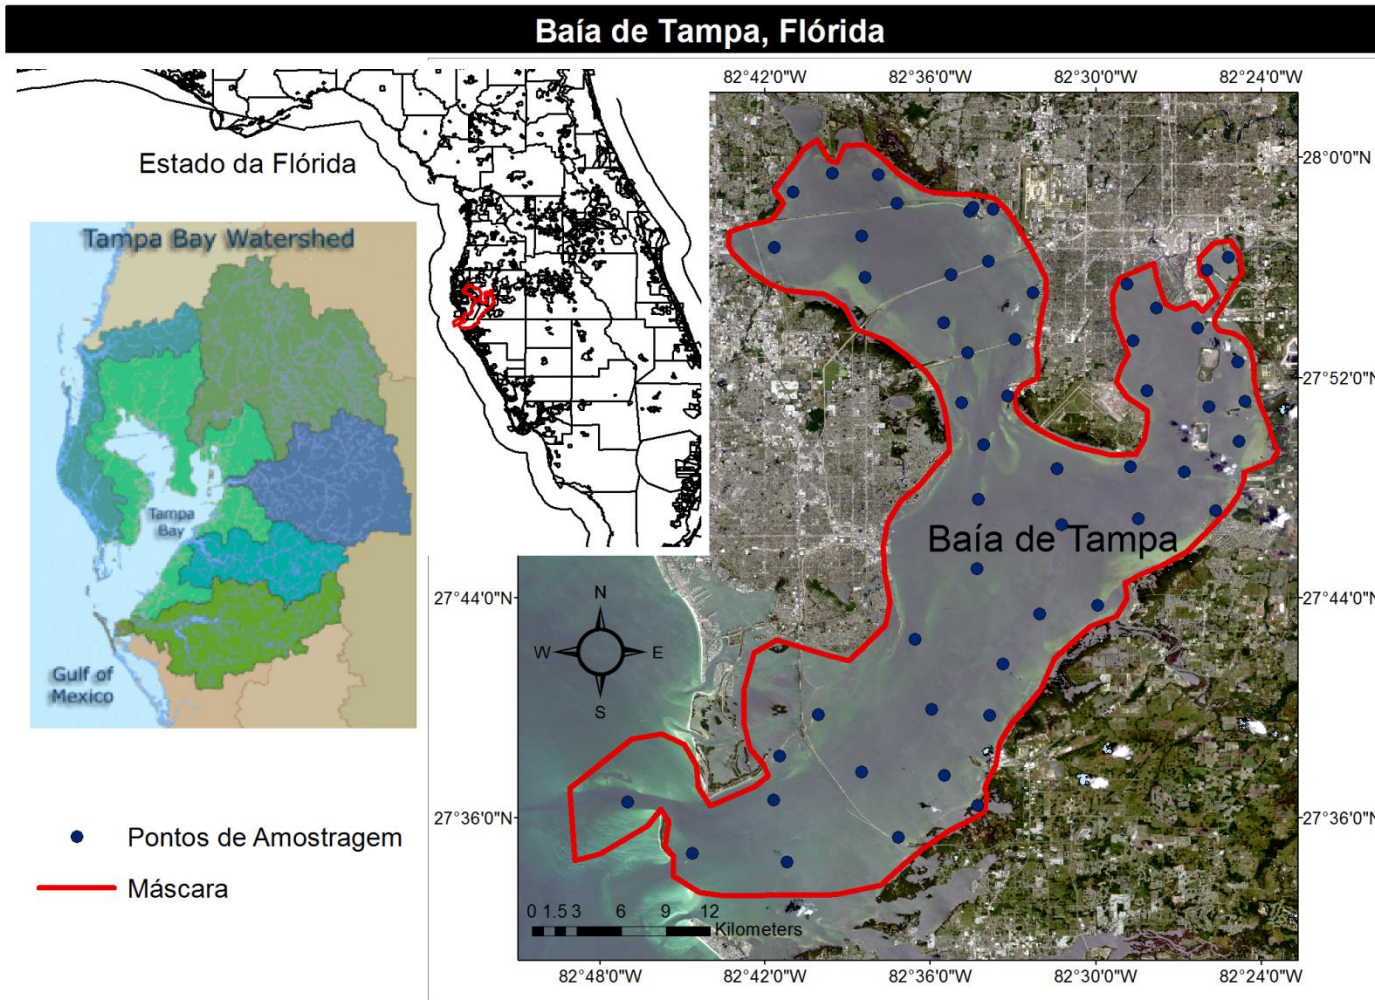 Baía de Tampa, Flórida
82°42'0"W 82°36'0"W 82°30'0"W 82°24'0"W
Estado da Flórida
28°0'0"N
Tampa Bay Watershed
27°52'0"N
Tampa
Bay
Baía de Tampa
27°44'0"N 27°44'0"N
N
W E
S
Gulf of
Mexico
27°36'0"N 27°36'0"N
Pontos de Amostragem
Máscara
0 1.5 3 6 9 12
Kilometers
82°48'0"W 82°42'0"W 82°36'0"W 82°30'0"W 82°24'0"W